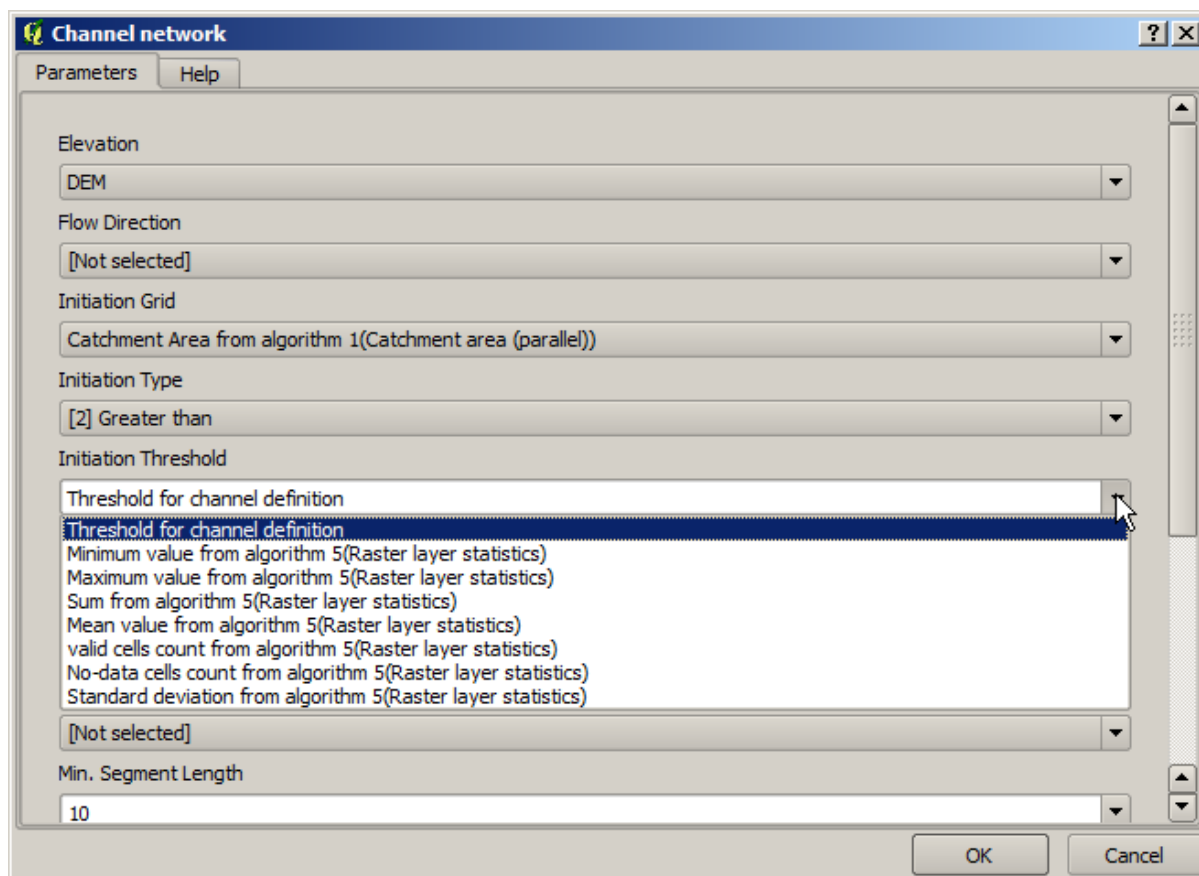 Channel network
Parameters Help
Elevation
DEM
Flow Direction
[Not selected]
Initiation Grid
Catchment Area from algorithm 1(Catchment area (parallel))
Initiation Type
[2] Greater than
Initiation Threshold
Threshold for channel definition
Threshold for channel definition
Minimum value from algorithm 5(Raster layer statistics)
Maximum value from algorithm 5(Raster layer statistics)
Sum from algorithm 5(Raster layer statistics)
Mean value from algorithm 5(Raster layer statistics)
valid cells count from algorithm 5(Raster layer statistics)
No-data cells count from algorithm 5(Raster layer statistics)
Standard deviation from algorithm 5(Raster layer statistics)
[Not selected]
Min. Segment Length
10
OK Cancel